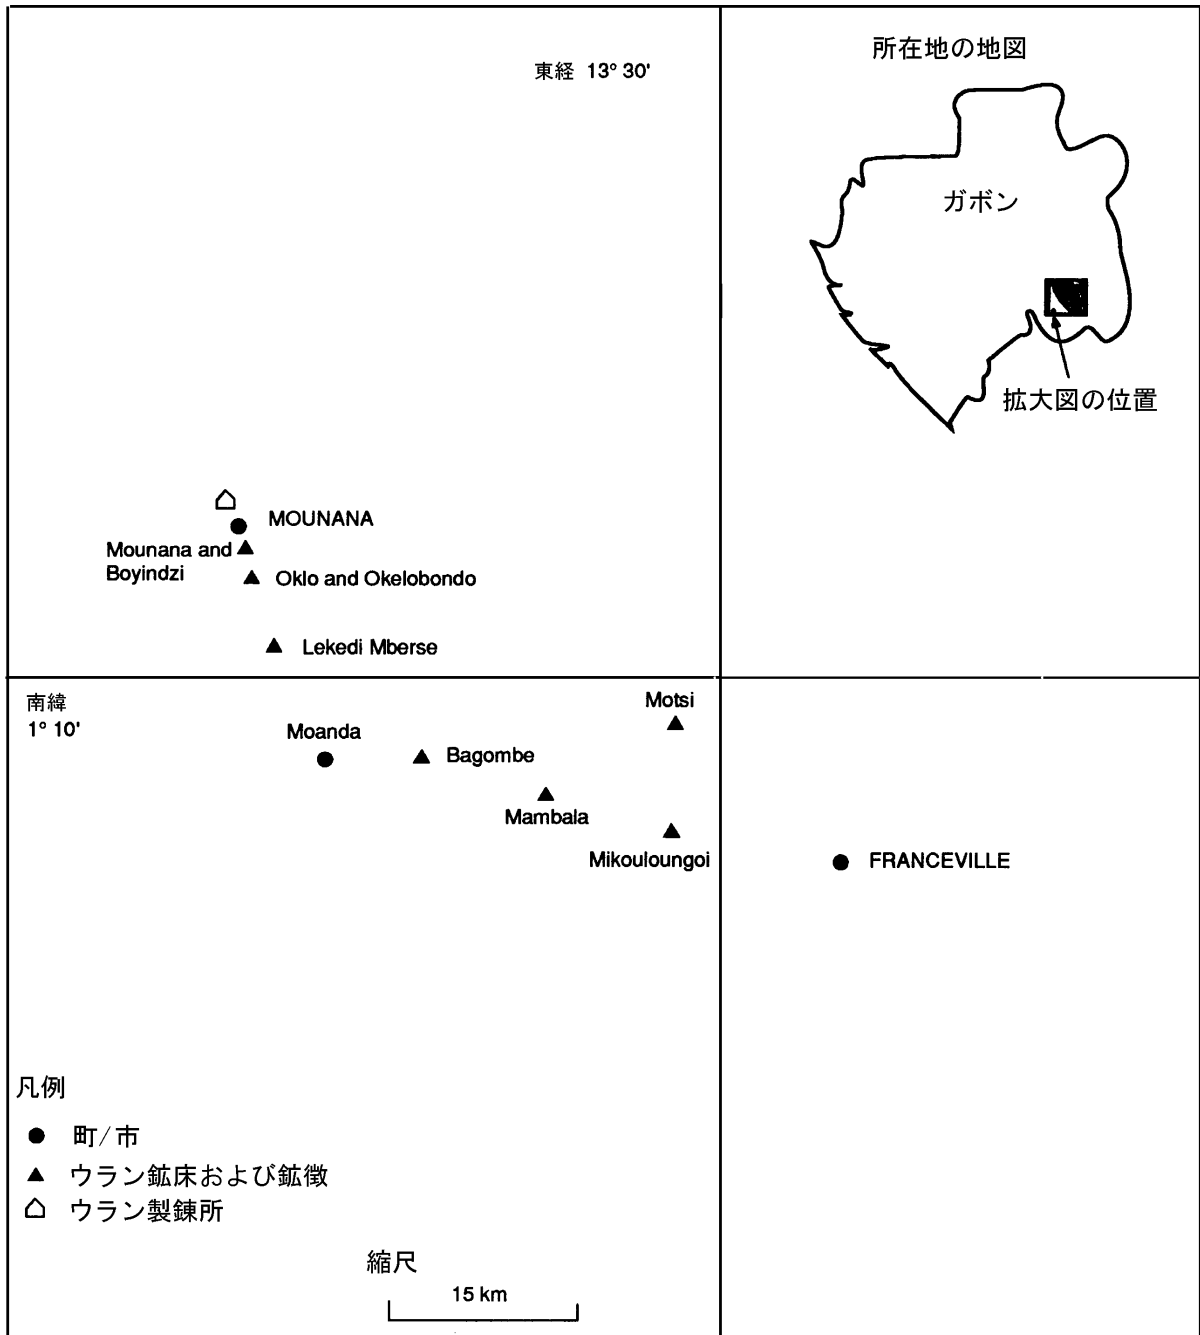 東経 13° 30'
所在地の地図
ガボン
拡大図の位置
MOUNANA
Mounana and
Boyindzi
Oklo and Okelobondo
Lekedi Mberse
南緯
1° 10'
Motsi
Moanda
Bagombe
Mambala
Mikouloungoi
FRANCEVILLE
凡例
町/市
ウラン鉱床および鉱徴
ウラン製錬所
縮尺
15 km